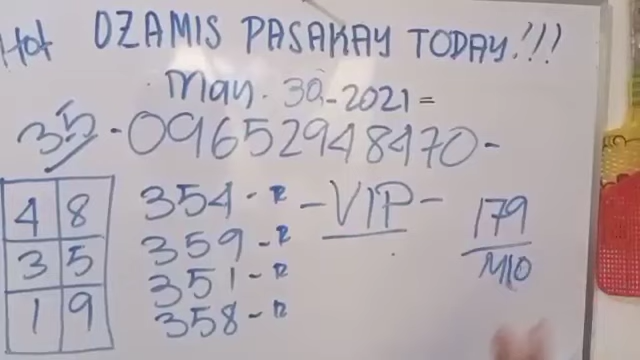 Hot OZAMIS PASAKAY TODAY!!!
May. 30-2021=
35-09652948470-
4 8
3 5
1 9
354-R
359-R
351-R
358-R
-VIP-
179
M10